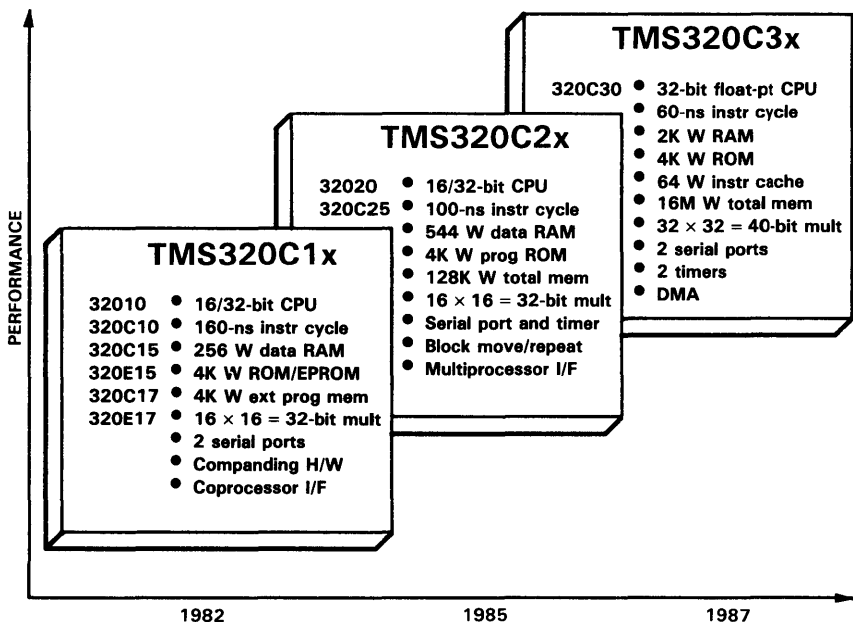 PERFORMANCE
TMS320C1x
32010 • 16/32-bit CPU
320C10 • 160-ns instr cycle
320C15 • 256 W data RAM
320E15 • 4K W ROM/EPROM
320C17 • 4K W ext prog mem
320E17 • 16 × 16 = 32-bit mult
• 2 serial ports
• Companding H/W
• Coprocessor I/F
TMS320C2x
32020 • 16/32-bit CPU
320C25 • 100-ns instr cycle
• 544 W data RAM
• 4K W prog ROM
• 128K W total mem
• 16 × 16 = 32-bit mult
• Serial port and timer
• Block move/repeat
• Multiprocessor I/F
TMS320C3x
320C30 • 32-bit float-pt CPU
• 60-ns instr cycle
• 2K W RAM
• 4K W ROM
• 64 W instr cache
• 16M W total mem
• 32 × 32 = 40-bit mult
• 2 serial ports
• 2 timers
• DMA
1982 1985 1987